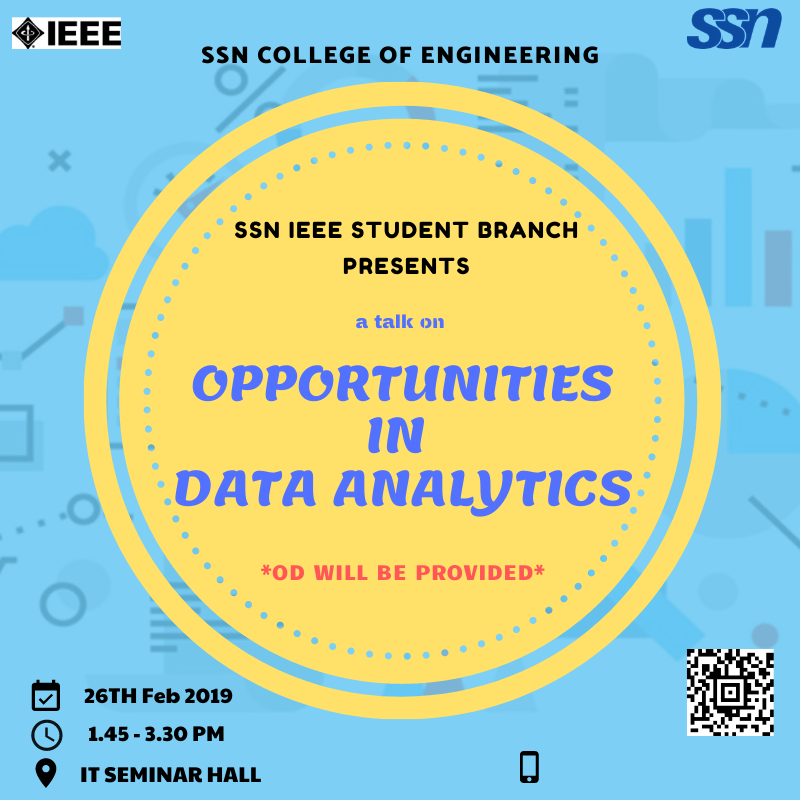 IEEE
ssn
SSN COLLEGE OF ENGINEERING
SSN IEEE STUDENT BRANCH
PRESENTS
a talk on
OPPORTUNITIES
IN
DATA ANALYTICS
*OD WILL BE PROVIDED*
26TH Feb 2019
1.45 - 3.30 PM
IT SEMINAR HALL